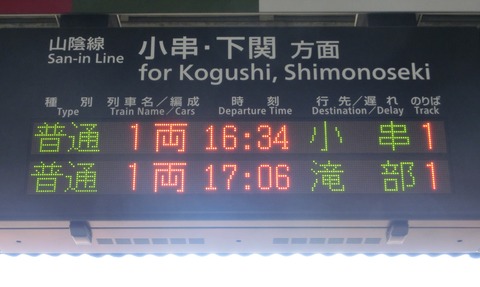 山陰線 小串・下関 方面
San-in Line for Kogushi, Shimonoseki
種別 列車名／編成 時刻 行先／遅れ のりば
Type Train Name／Cars Departure Time Destination／Delay Track
普通 1両 16:34 小串 1
普通 1両 17:06 滝部 1